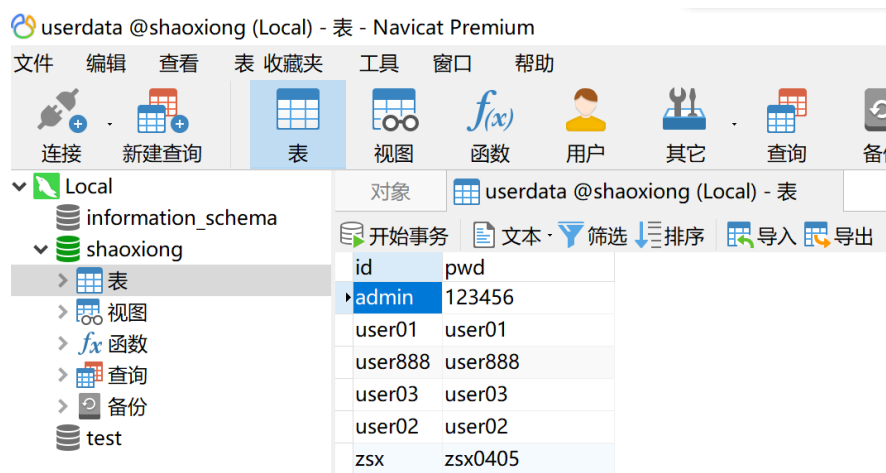 userdata @shaoxiong (Local) - 表 - Navicat Premium
文件 编辑 查看 表 收藏夹 工具 窗口 帮助
连接 新建查询 表 视图 函数 用户 其它 查询
Local
information_schema
shaoxiong
表
视图
函数
查询
备份
test
对象 userdata @shaoxiong (Local) - 表
开始事务 文本 筛选 排序 导入 导出
id pwd
admin 123456
user01 user01
user888 user888
user03 user03
user02 user02
zsx zsx0405